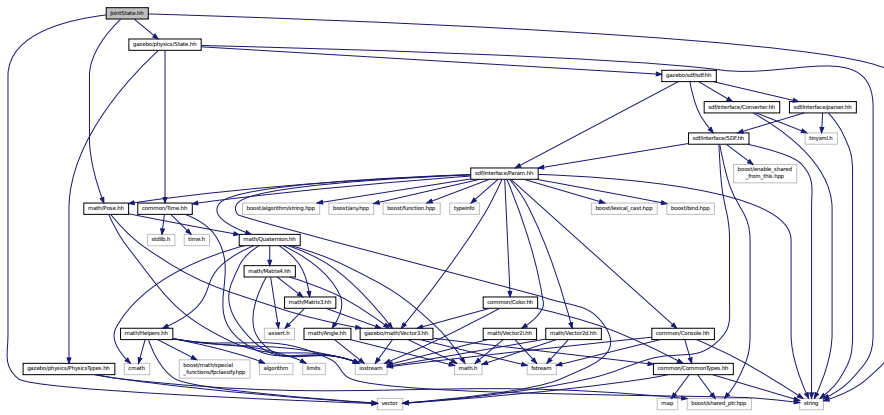 JointState.hh
gazebo/physics/State.hh
gazebo/sdf/sdf.hh
sdf/interface/Converter.hh
sdf/interface/parser.hh
sdf/interface/SDF.hh
tinyxml.h
boost/enable_shared
_from_this.hpp
sdf/interface/Param.hh
math/Pose.hh
common/Time.hh
boost/algorithm/string.hpp
boost/any.hpp
boost/function.hpp
typeinfo
boost/lexical_cast.hpp
boost/bind.hpp
stdlib.h
time.h
math/Quaternion.hh
math/Matrix4.hh
math/Matrix3.hh
common/Color.hh
math/Helpers.hh
assert.h
math/Angle.hh
gazebo/math/Vector3.hh
math/Vector2i.hh
math/Vector2d.hh
common/Console.hh
gazebo/physics/PhysicsTypes.hh
cmath
boost/math/special
_functions/fpclassify.hpp
algorithm
limits
iostream
math.h
fstream
common/CommonTypes.hh
vector
map
boost/shared_ptr.hpp
string